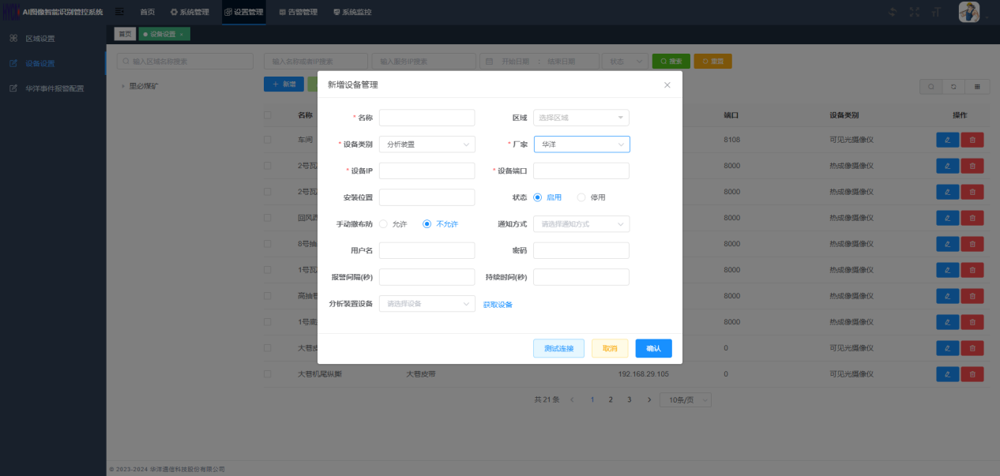 AI图像智能识别管控系统 首页 系统管理 设置管理 告警管理 系统监控
区域设置
设备设置
华洋事件报警配置
首页 设备设置 ×
输入区域名称搜索 输入名称或者IP搜索 输入服务IP搜索 开始日期 : 结束日期 状态 搜索 重置
里必煤矿
新增
名称 端口 设备类别 操作
车间 8108 可见光摄像仪
2号瓦 8000 热成像摄像仪
2号瓦 8000 热成像摄像仪
回风西 8000 热成像摄像仪
8号抽 8000 热成像摄像仪
1号瓦 8000 热成像摄像仪
高抽巷 8000 热成像摄像仪
1号底 8000 热成像摄像仪
大巷皮 0 可见光摄像仪
大巷机尾纵撕 大巷皮带 192.168.29.105 0 可见光摄像仪
共 21 条 1 2 3 10条/页
© 2023-2024 华洋通信科技股份有限公司
新增设备管理
* 名称 区域 选择区域
* 设备类别 分析装置 * 厂家 华洋
* 设备IP * 设备端口
安装位置 状态 启用 停用
手动撤布防 允许 不允许 通知方式 请选择通知方式
用户名 密码
报警间隔(秒) 持续时间(秒)
分析装置设备 请选择设备 获取设备
测试连接 取消 确认